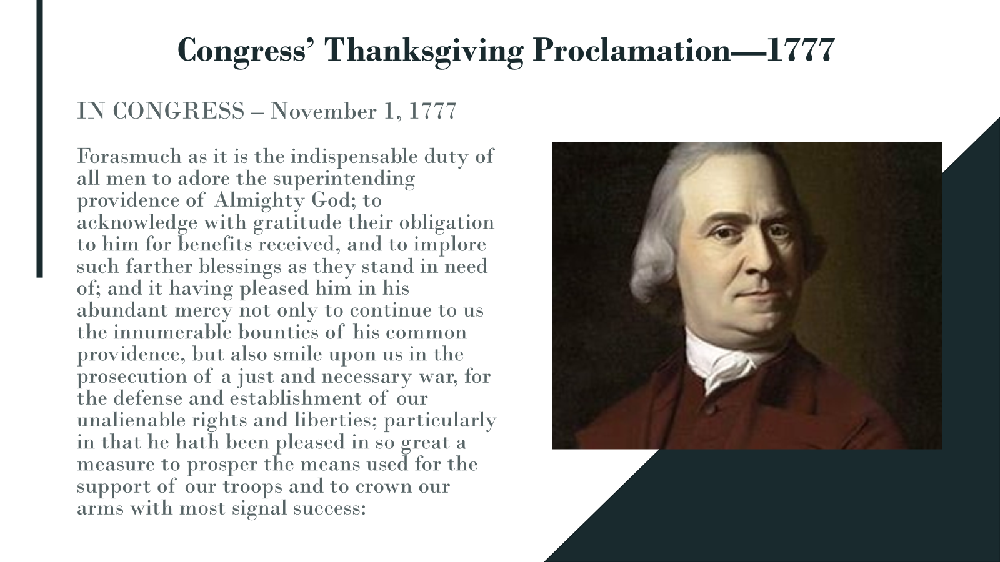 Congress’ Thanksgiving Proclamation—1777
IN CONGRESS – November 1, 1777
Forasmuch as it is the indispensable duty of
all men to adore the superintending
providence of Almighty God; to
acknowledge with gratitude their obligation
to him for benefits received, and to implore
such farther blessings as they stand in need
of; and it having pleased him in his
abundant mercy not only to continue to us
the innumerable bounties of his common
providence, but also smile upon us in the
prosecution of a just and necessary war, for
the defense and establishment of our
unalienable rights and liberties; particularly
in that he hath been pleased in so great a
measure to prosper the means used for the
support of our troops and to crown our
arms with most signal success: